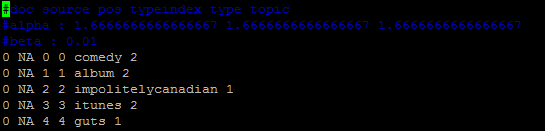 #doc source pos typeindex type topic
#alpha : 1.6666666666666667 1.6666666666666667 1.6666666666666667
#beta : 0.01
0 NA 0 0 comedy 2
0 NA 1 1 album 2
0 NA 2 2 impolitelycanadian 1
0 NA 3 3 itunes 2
0 NA 4 4 guts 1